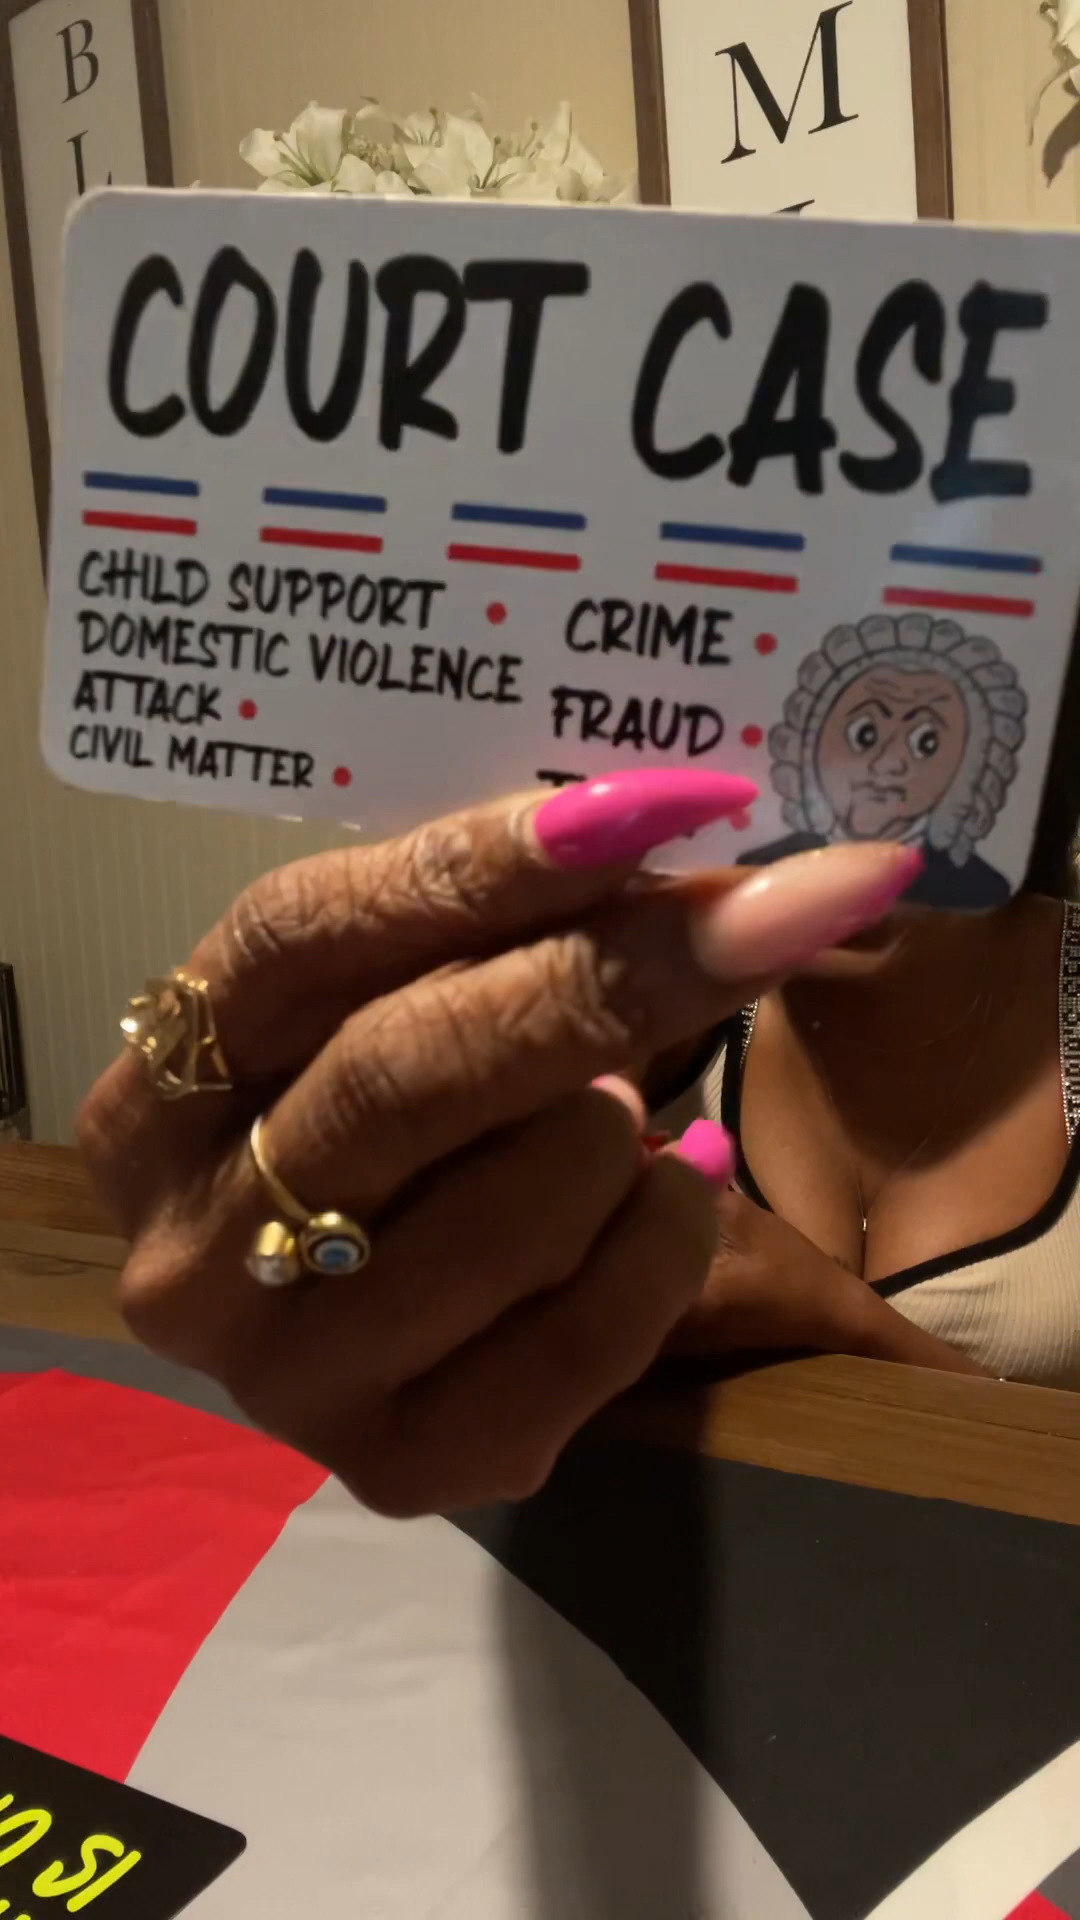 B
L
M
COURT CASE
CHILD SUPPORT •
DOMESTIC VIOLENCE
ATTACK •
CIVIL MATTER •
CRIME •
FRAUD •